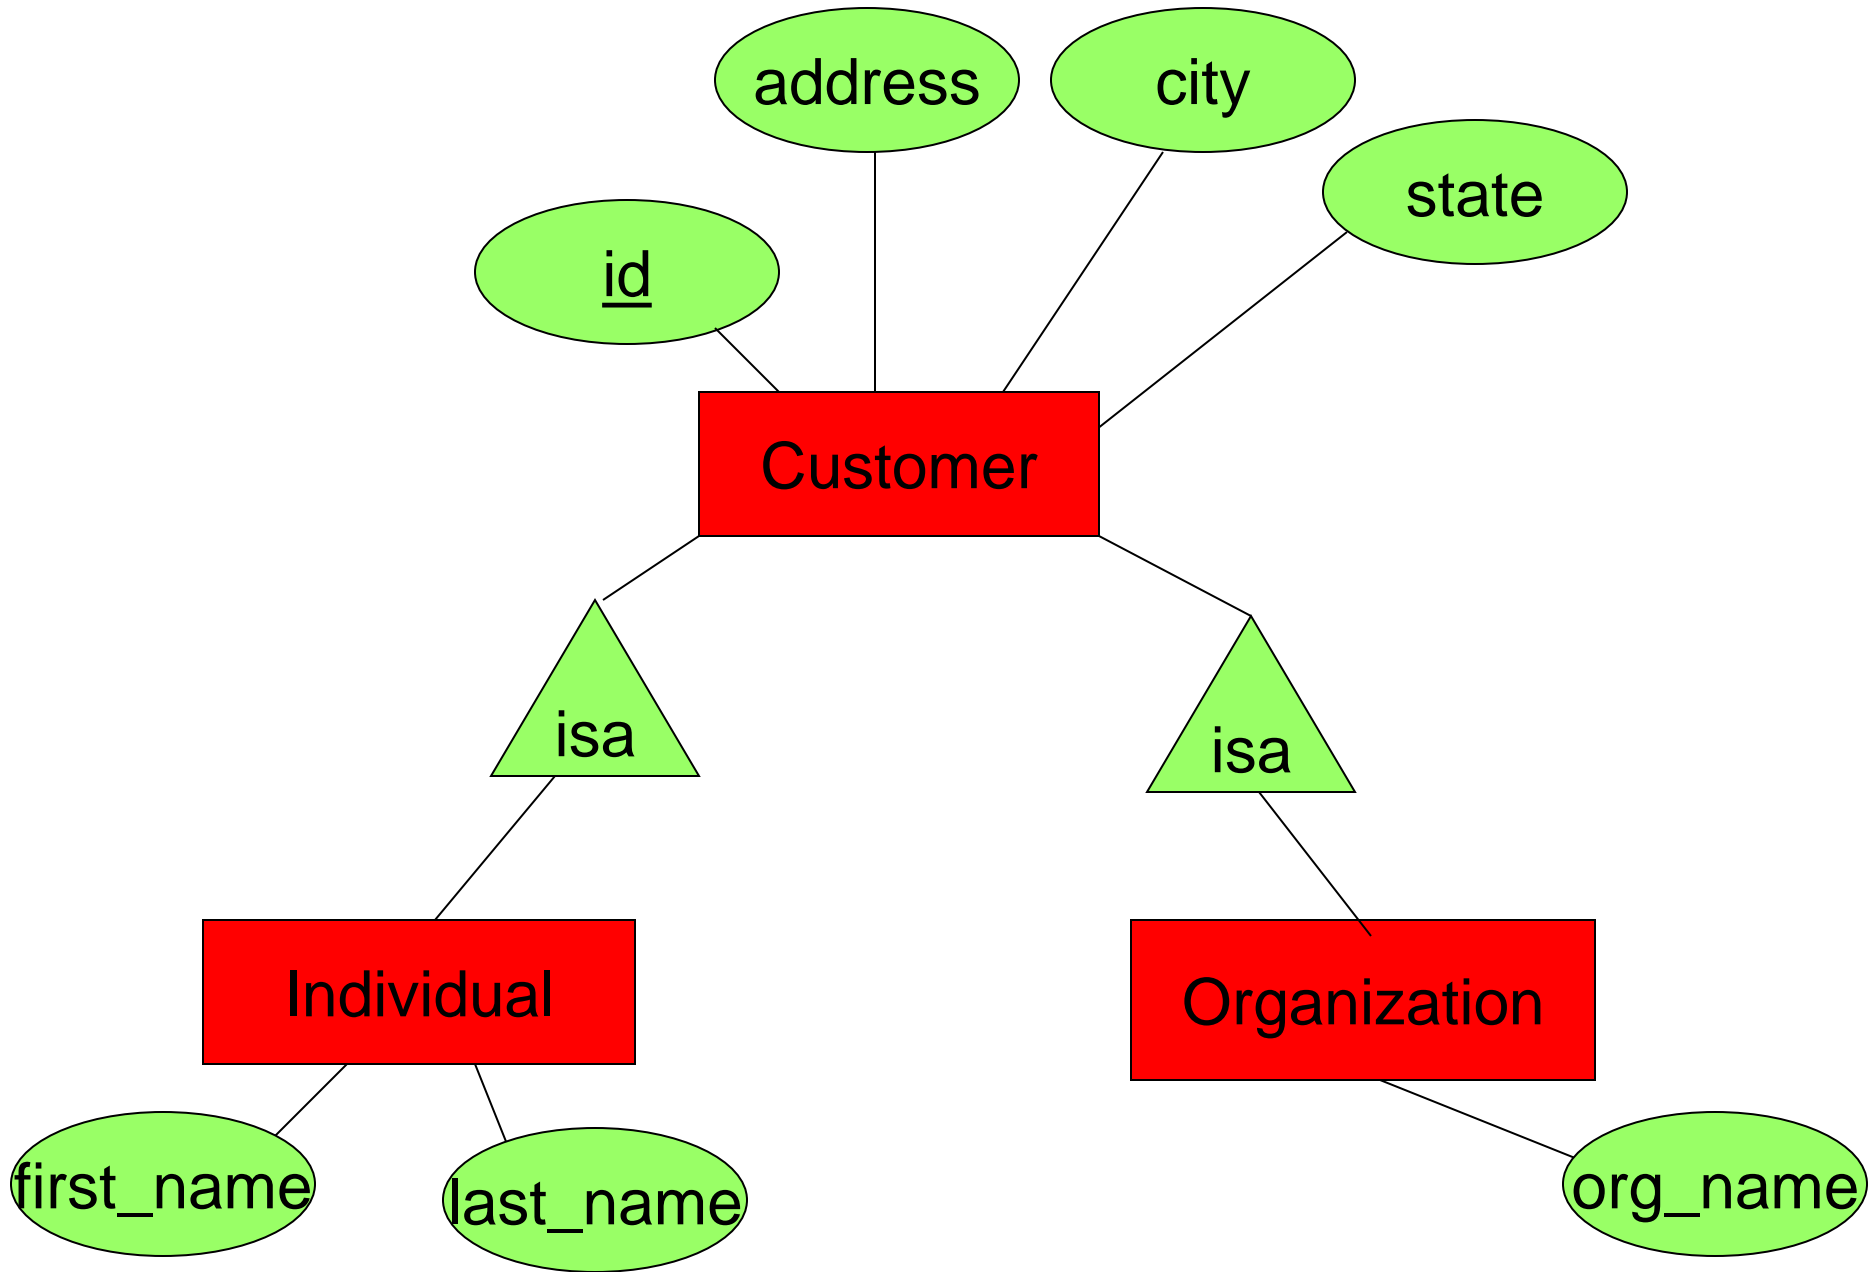 address
city
state
id
Customer
isa
isa
Individual
Organization
first_name
last_name
org_name